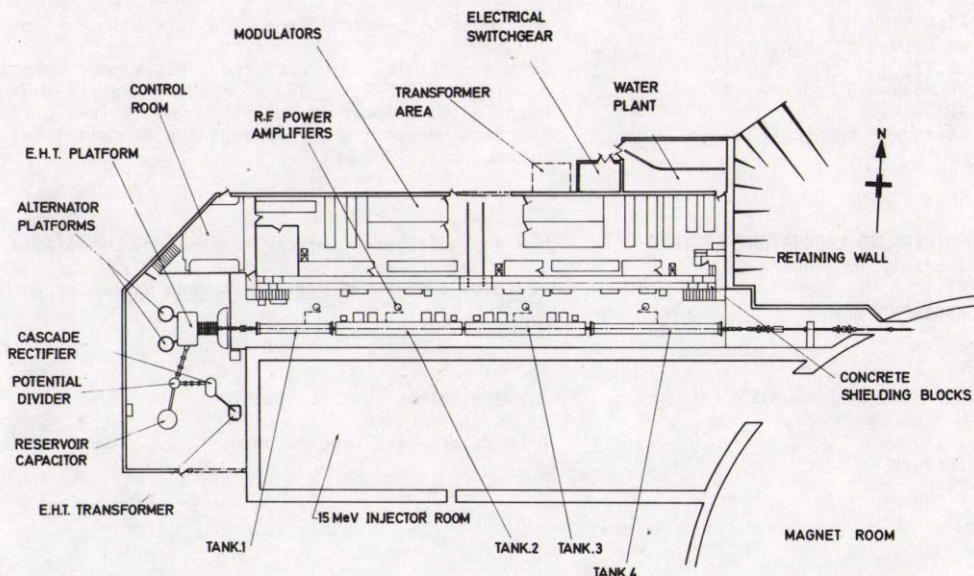 ELECTRICAL
SWITCHGEAR
MODULATORS
TRANSFORMER
AREA
WATER
PLANT
CONTROL
ROOM
R.F POWER
AMPLIFIERS
N
E.H.T. PLATFORM
ALTERNATOR
PLATFORMS
RETAINING WALL
CASCADE
RECTIFIER
POTENTIAL
DIVIDER
CONCRETE
SHIELDING BLOCKS
RESERVOIR
CAPACITOR
E.H.T. TRANSFORMER
15 MeV INJECTOR ROOM
MAGNET ROOM
TANK.1
TANK.2
TANK.3
TANK.4